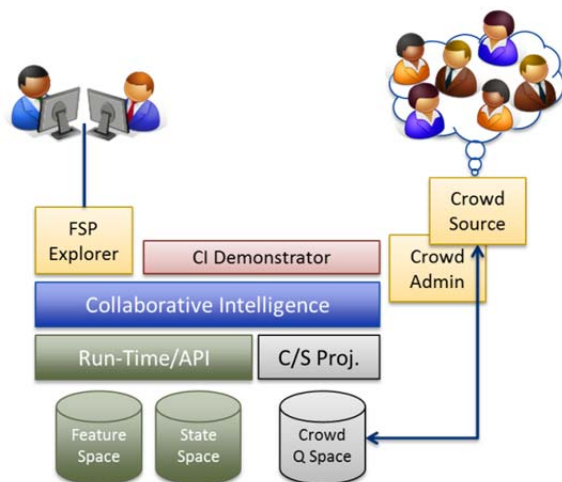 FSP
Explorer
CI Demonstrator
Crowd
Source
Crowd
Admin
Collaborative Intelligence
Run-Time/API
C/S Proj.
Feature
Space
State
Space
Crowd
Q Space